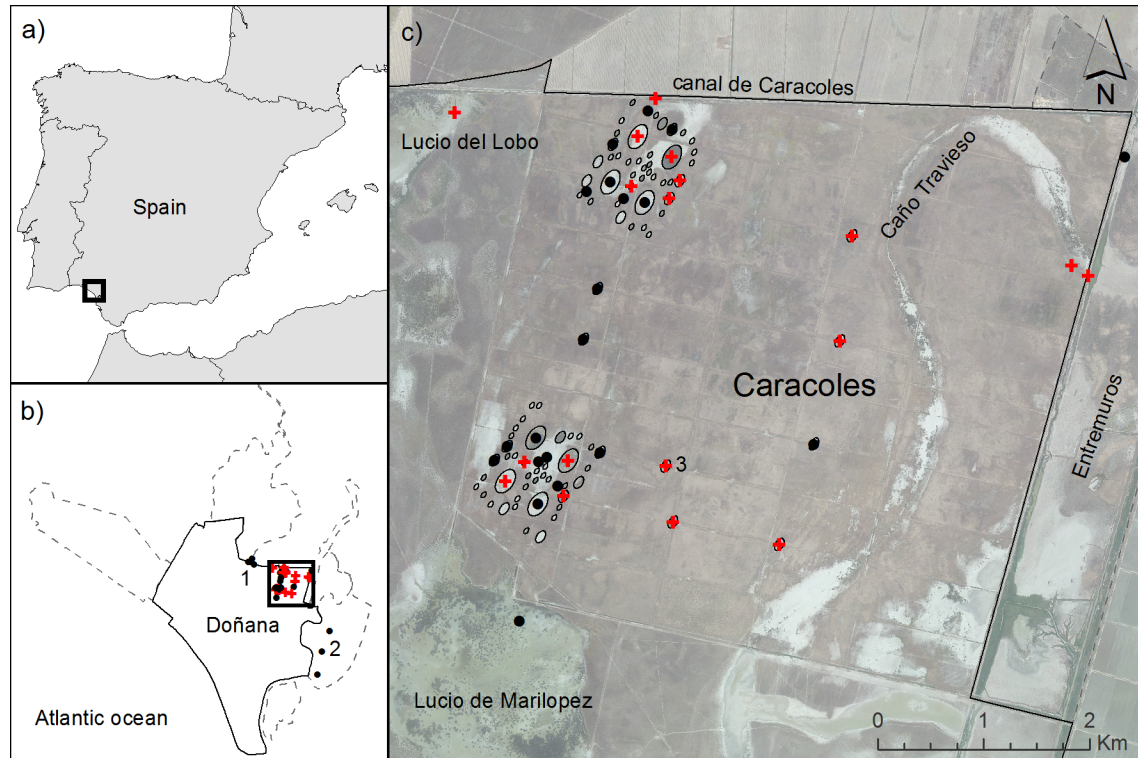 a)
Spain
b)
1
Doñana
2
Atlantic ocean
c)
canal de Caracoles
N
Lucio del Lobo
Caño Travieso
Caracoles
Entremuros
3
Lucio de Marilopez
0 1 2
Km